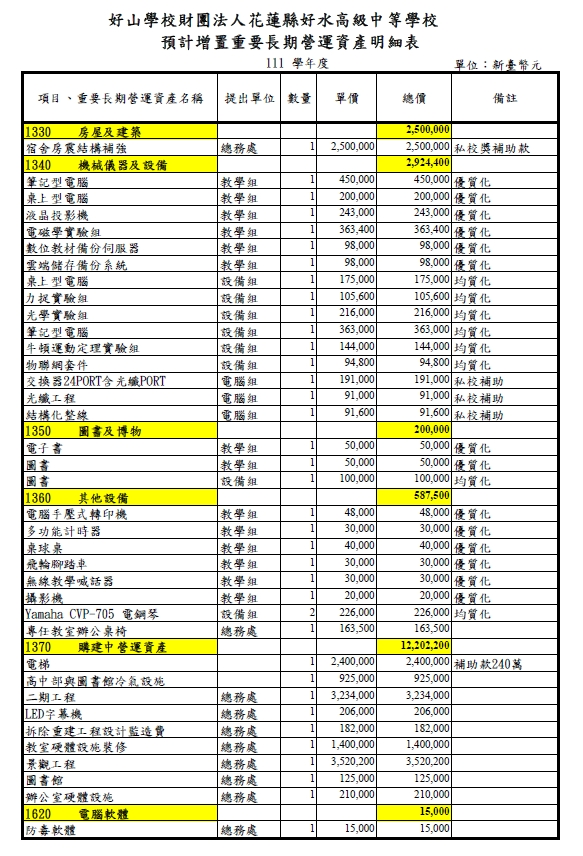 好山學校財團法人花蓮縣好水高級中等學校
預計增置重要長期營運資產明細表
111 學年度
單位：新臺幣元
項目、重要長期營運資產名稱 提出單位 數量 單價 總價 備註
1330 房屋及建築 2,500,000
宿舍房震結構補強 總務處 1 2,500,000 2,500,000 私校獎補助款
1340 機械儀器及設備 2,924,400
筆記型電腦 教學組 1 450,000 450,000 優質化
桌上型電腦 教學組 1 200,000 200,000 優質化
液晶投影機 教學組 1 243,000 243,000 優質化
電磁學實驗組 教學組 1 363,400 363,400 優質化
數位教材備份伺服器 教學組 1 98,000 98,000 優質化
雲端儲存備份系統 教學組 1 98,000 98,000 優質化
桌上型電腦 設備組 1 175,000 175,000 均質化
力捉實驗組 設備組 1 105,600 105,600 均質化
光學實驗組 設備組 1 216,000 216,000 均質化
筆記型電腦 設備組 1 363,000 363,000 均質化
牛頓運動定理實驗組 設備組 1 144,000 144,000 均質化
物聯網套件 設備組 1 94,800 94,800 均質化
交換器24PORT含光纖PORT 電腦組 1 191,000 191,000 私校補助
光纖工程 電腦組 1 91,000 91,000 私校補助
結構化整線 電腦組 1 91,600 91,600 私校補助
1350 圖書及博物 200,000
電子書 教學組 1 50,000 50,000 優質化
圖書 教學組 1 50,000 50,000 優質化
圖書 設備組 1 100,000 100,000 均質化
1360 其他設備 587,500
電腦手壓式轉印機 教學組 1 48,000 48,000 優質化
多功能計時器 教學組 1 30,000 30,000 優質化
桌球桌 教學組 1 40,000 40,000 優質化
飛輪腳踏車 教學組 1 30,000 30,000 優質化
無線教學喊話器 教學組 1 30,000 30,000 優質化
攝影機 教學組 1 20,000 20,000 優質化
Yamaha CVP-705 電鋼琴 設備組 2 226,000 226,000 均質化
專任教室辦公桌椅 總務處 1 163,500 163,500
1370 購建中營運資產 12,202,200
電梯 1 2,400,000 2,400,000 補助款240萬
高中部與圖書館冷氣設施 1 925,000 925,000
二期工程 總務處 1 3,234,000 3,234,000
LED字幕機 總務處 1 206,000 206,000
拆除重建工程設計監造費 總務處 1 182,000 182,000
教室硬體設施裝修 總務處 1 1,400,000 1,400,000
景觀工程 總務處 1 3,520,200 3,520,200
圖書館 總務處 1 125,000 125,000
辦公室硬體設施 總務處 1 210,000 210,000
1620 電腦軟體 15,000
防毒軟體 總務處 1 15,000 15,000